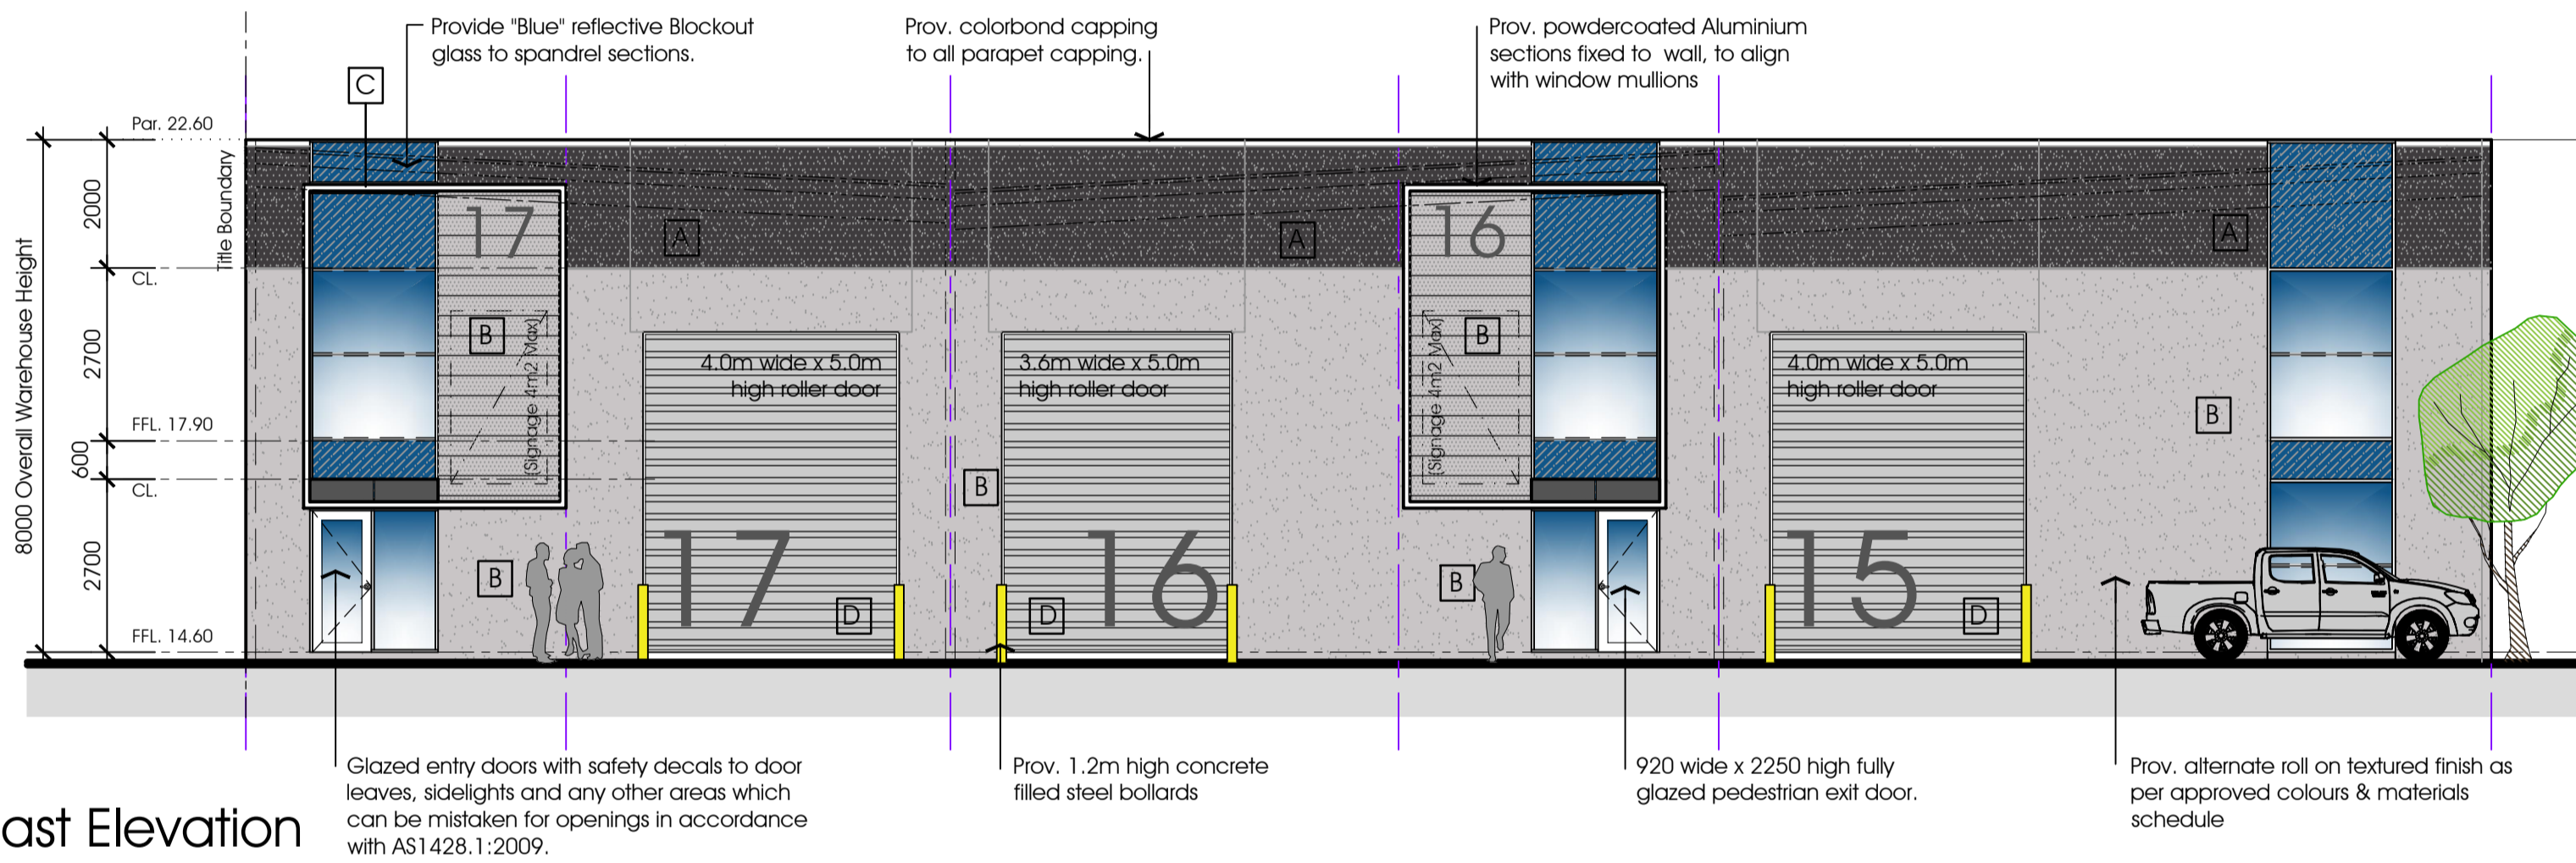 Provide "Blue" reflective Blockout
glass to spandrel sections.
Prov. colorbond capping
to all parapet capping.
Prov. powdercoated Aluminium
sections fixed to wall, to align
with window mullions
C
Par. 22.60
Title Boundary
8000 Overall Warehouse Height
2000
CL.
2700
FFL. 17.90
600
CL.
2700
FFL. 14.60
17
A
A
16
A
B
(Signage 4m2 Max)
4.0m wide x 5.0m
high roller door
3.6m wide x 5.0m
high roller door
B
(Signage 4m2 Max)
4.0m wide x 5.0m
high roller door
B
B
B
17
D
D
16
B
15
D
Glazed entry doors with safety decals to door
leaves, sidelights and any other areas which
can be mistaken for openings in accordance
with AS1428.1:2009.
Prov. 1.2m high concrete
filled steel bollards
920 wide x 2250 high fully
glazed pedestrian exit door.
Prov. alternate roll on textured finish as
per approved colours & materials
schedule
ast Elevation